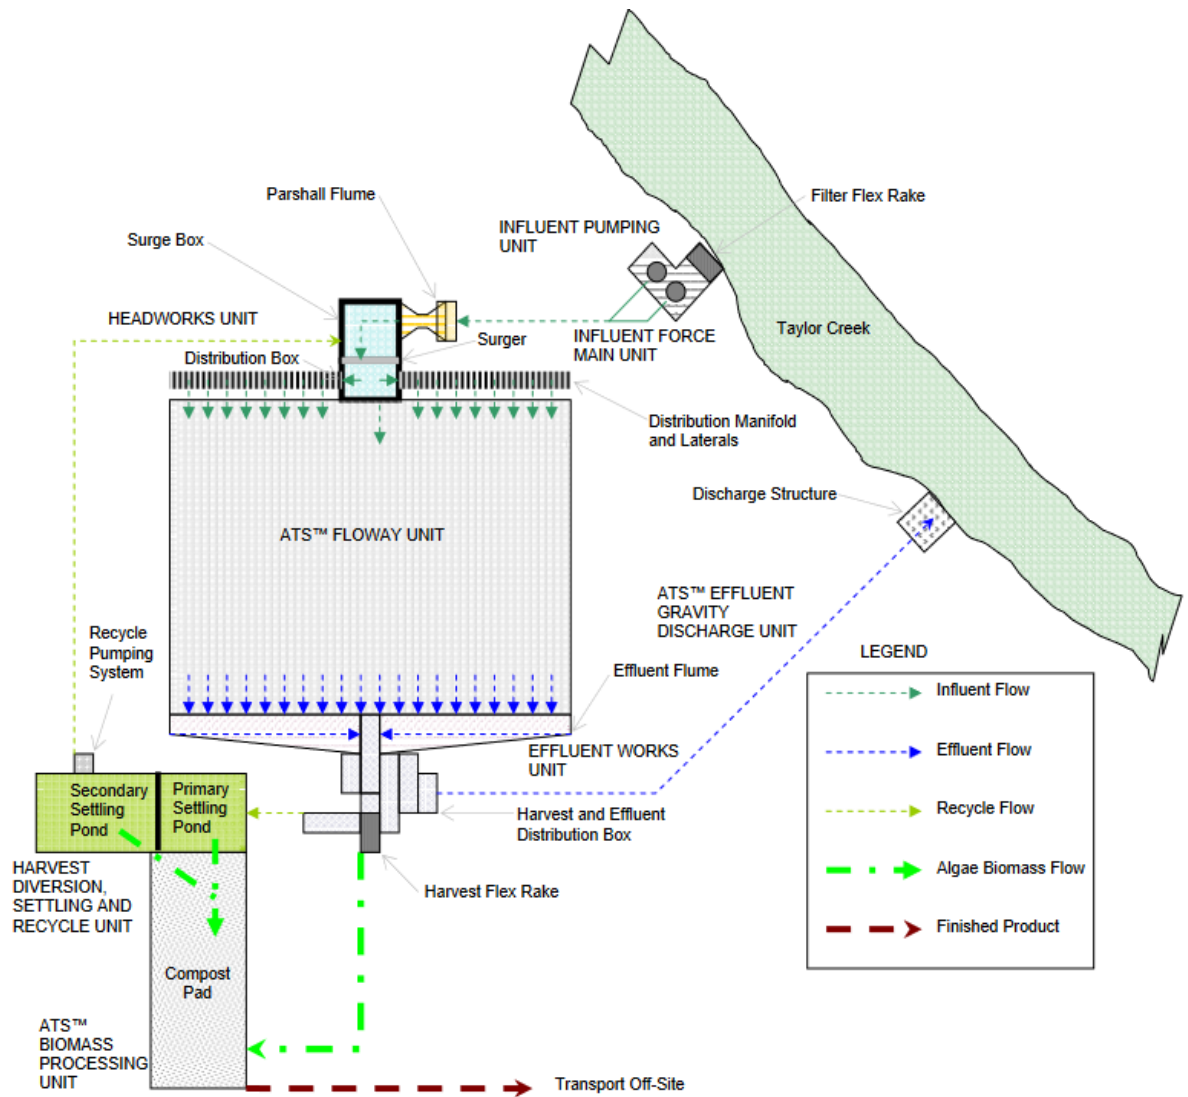 Parshall Flume
Filter Flex Rake
INFLUENT PUMPING
UNIT
Surge Box
HEADWORKS UNIT
Surger
INFLUENT FORCE
MAIN UNIT
Taylor Creek
Distribution Box
Distribution Manifold
and Laterals
Discharge Structure
ATS™ FLOWAY UNIT
ATS™ EFFLUENT
GRAVITY
DISCHARGE UNIT
Recycle
Pumping
System
Effluent Flume
EFFLUENT WORKS
UNIT
LEGEND
Influent Flow
Effluent Flow
Recycle Flow
Algae Biomass Flow
Finished Product
Secondary
Settling
Pond
Primary
Settling
Pond
Harvest and Effluent
Distribution Box
HARVEST
DIVERSION,
SETTLING AND
RECYCLE UNIT
Harvest Flex Rake
Compost
Pad
ATS™
BIOMASS
PROCESSING
UNIT
Transport Off-Site